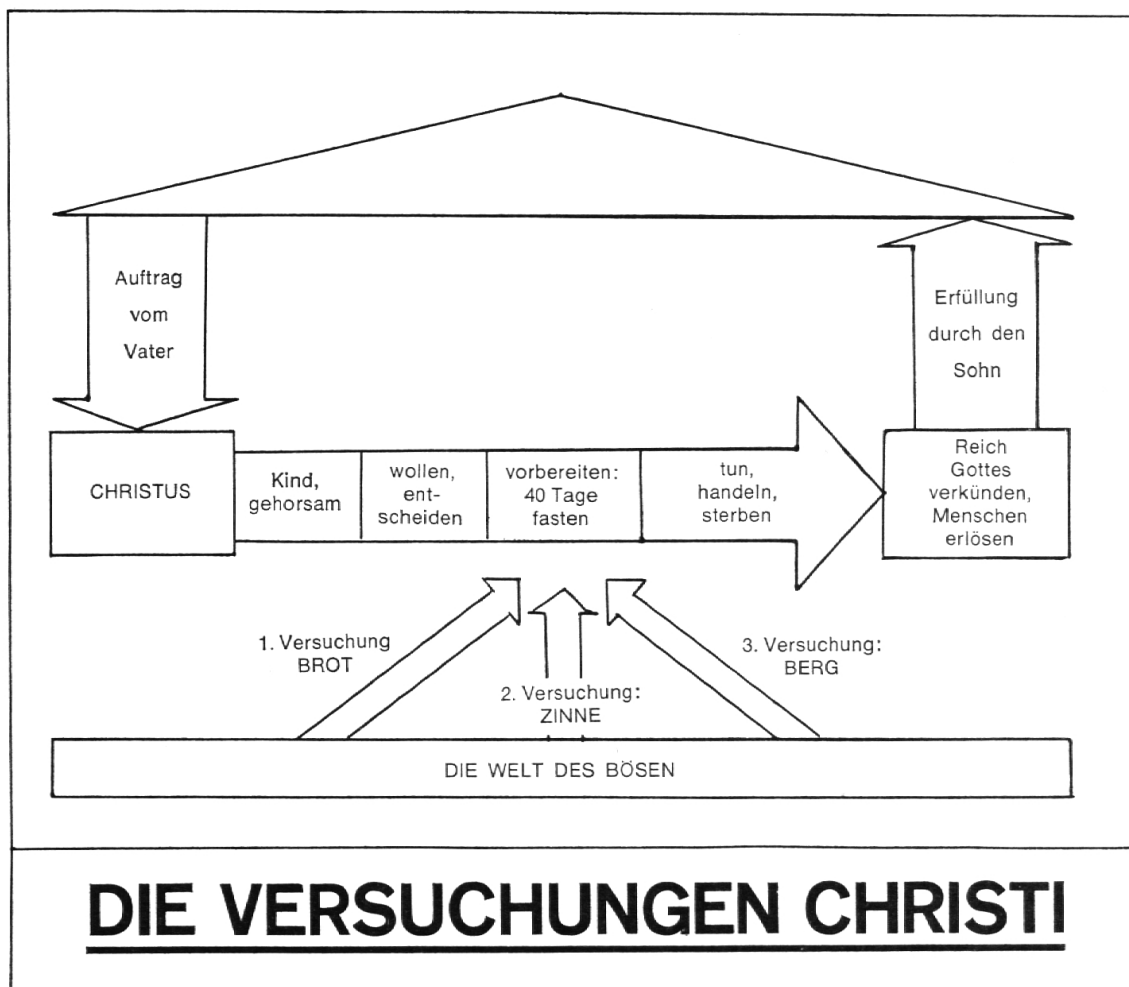 Auftrag
vom
Vater
Erfüllung
durch den
Sohn
CHRISTUS
Kind,
gehorsam
wollen,
ent-
scheiden
vorbereiten:
40 Tage
fasten
tun,
handeln,
sterben
Reich
Gottes
verkünden,
Menschen
erlösen
1. Versuchung
BROT
2. Versuchung:
ZINNE
3. Versuchung:
BERG
DIE WELT DES BÖSEN
DIE VERSUCHUNGEN CHRISTI